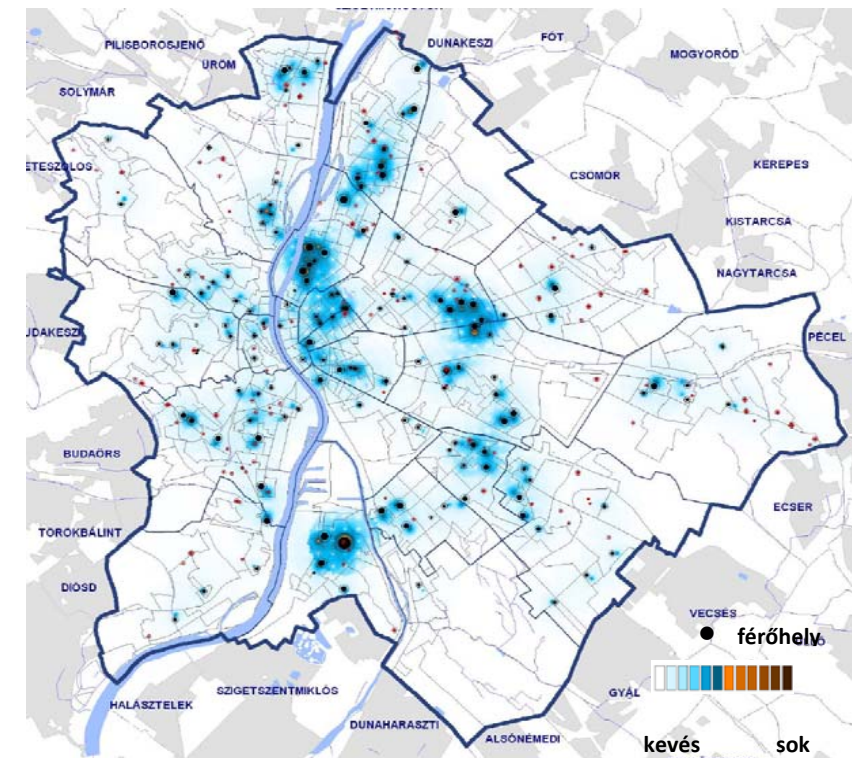 DUNAKESZI
FÓT
PILISBOROSJENŐ
MOGYORÓD
ÜRÖM
SOLYMÁR
KEREPES
CSÖMÖR
KISTARCSA
NAGYTARCSA
PÉCEL
BUDAÖRS
ECSER
TÖRÖKBÁLINT
DIÓSD
VECSÉS
férőhely
GYÁL
SZIGETSZENTMIKLÓS
HALÁSZTELEK
DUNAHARASZTI
ALSÓNÉMEDI
kevés sok